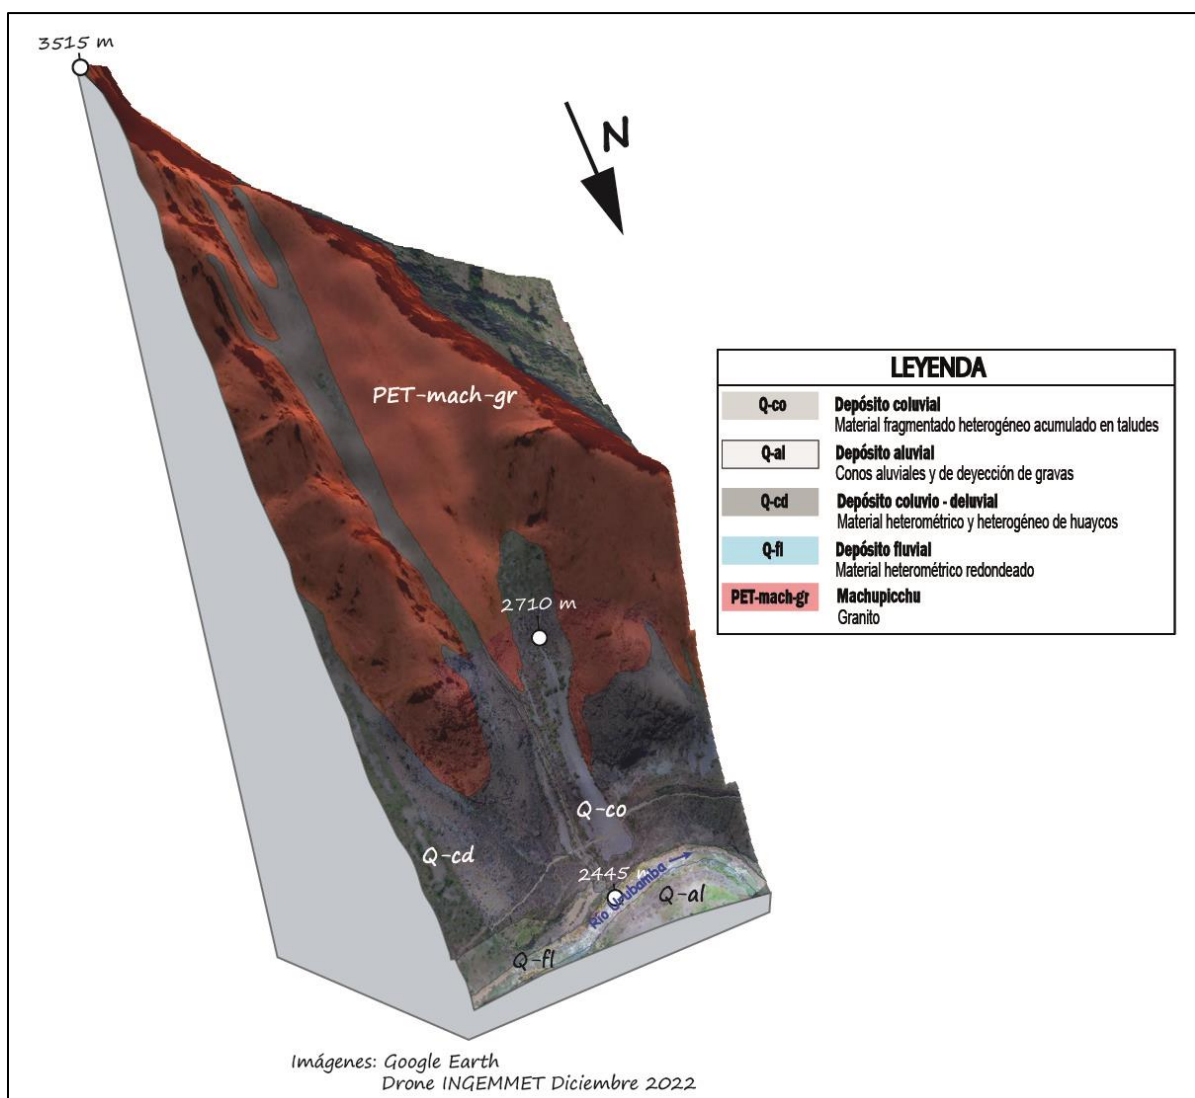 3515 m
N
PET-mach-gr
2710 m
Q-co
Q-cd
2445 m
Río Urubamba
Q-al
Q-fl
LEYENDA
Q-co Depósito coluvial
Material fragmentado heterogéneo acumulado en taludes
Q-al Depósito aluvial
Conos aluviales y de deyección de gravas
Q-cd Depósito coluvio - deluvial
Material heterométrico y heterogéneo de huaycos
Q-fl Depósito fluvial
Material heterométrico redondeado
PET-mach-gr Machupicchu
Granito
Imágenes: Google Earth
Drone INGEMMET Diciembre 2022